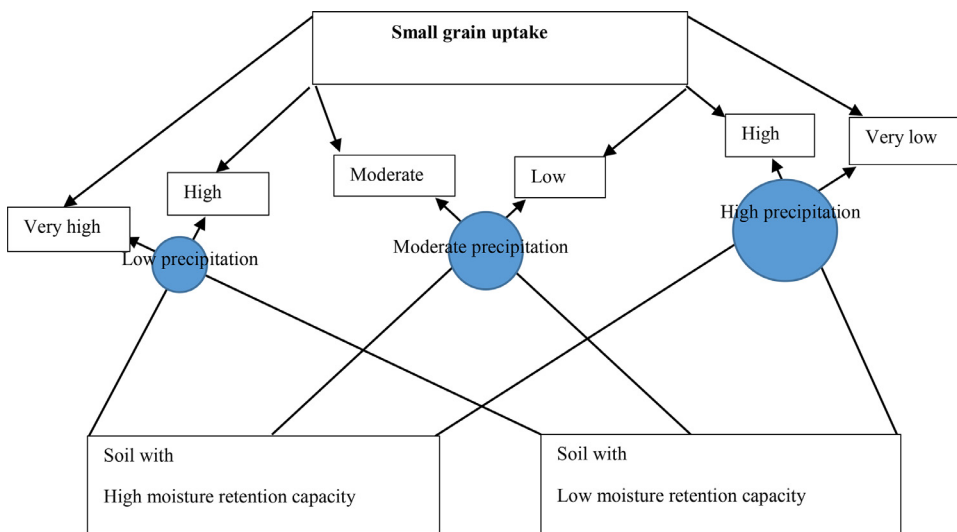 Small grain uptake
High
Very low
Moderate
Low
High
Very high
High precipitation
Moderate precipitation
Low precipitation
Soil with
High moisture retention capacity
Soil with
Low moisture retention capacity